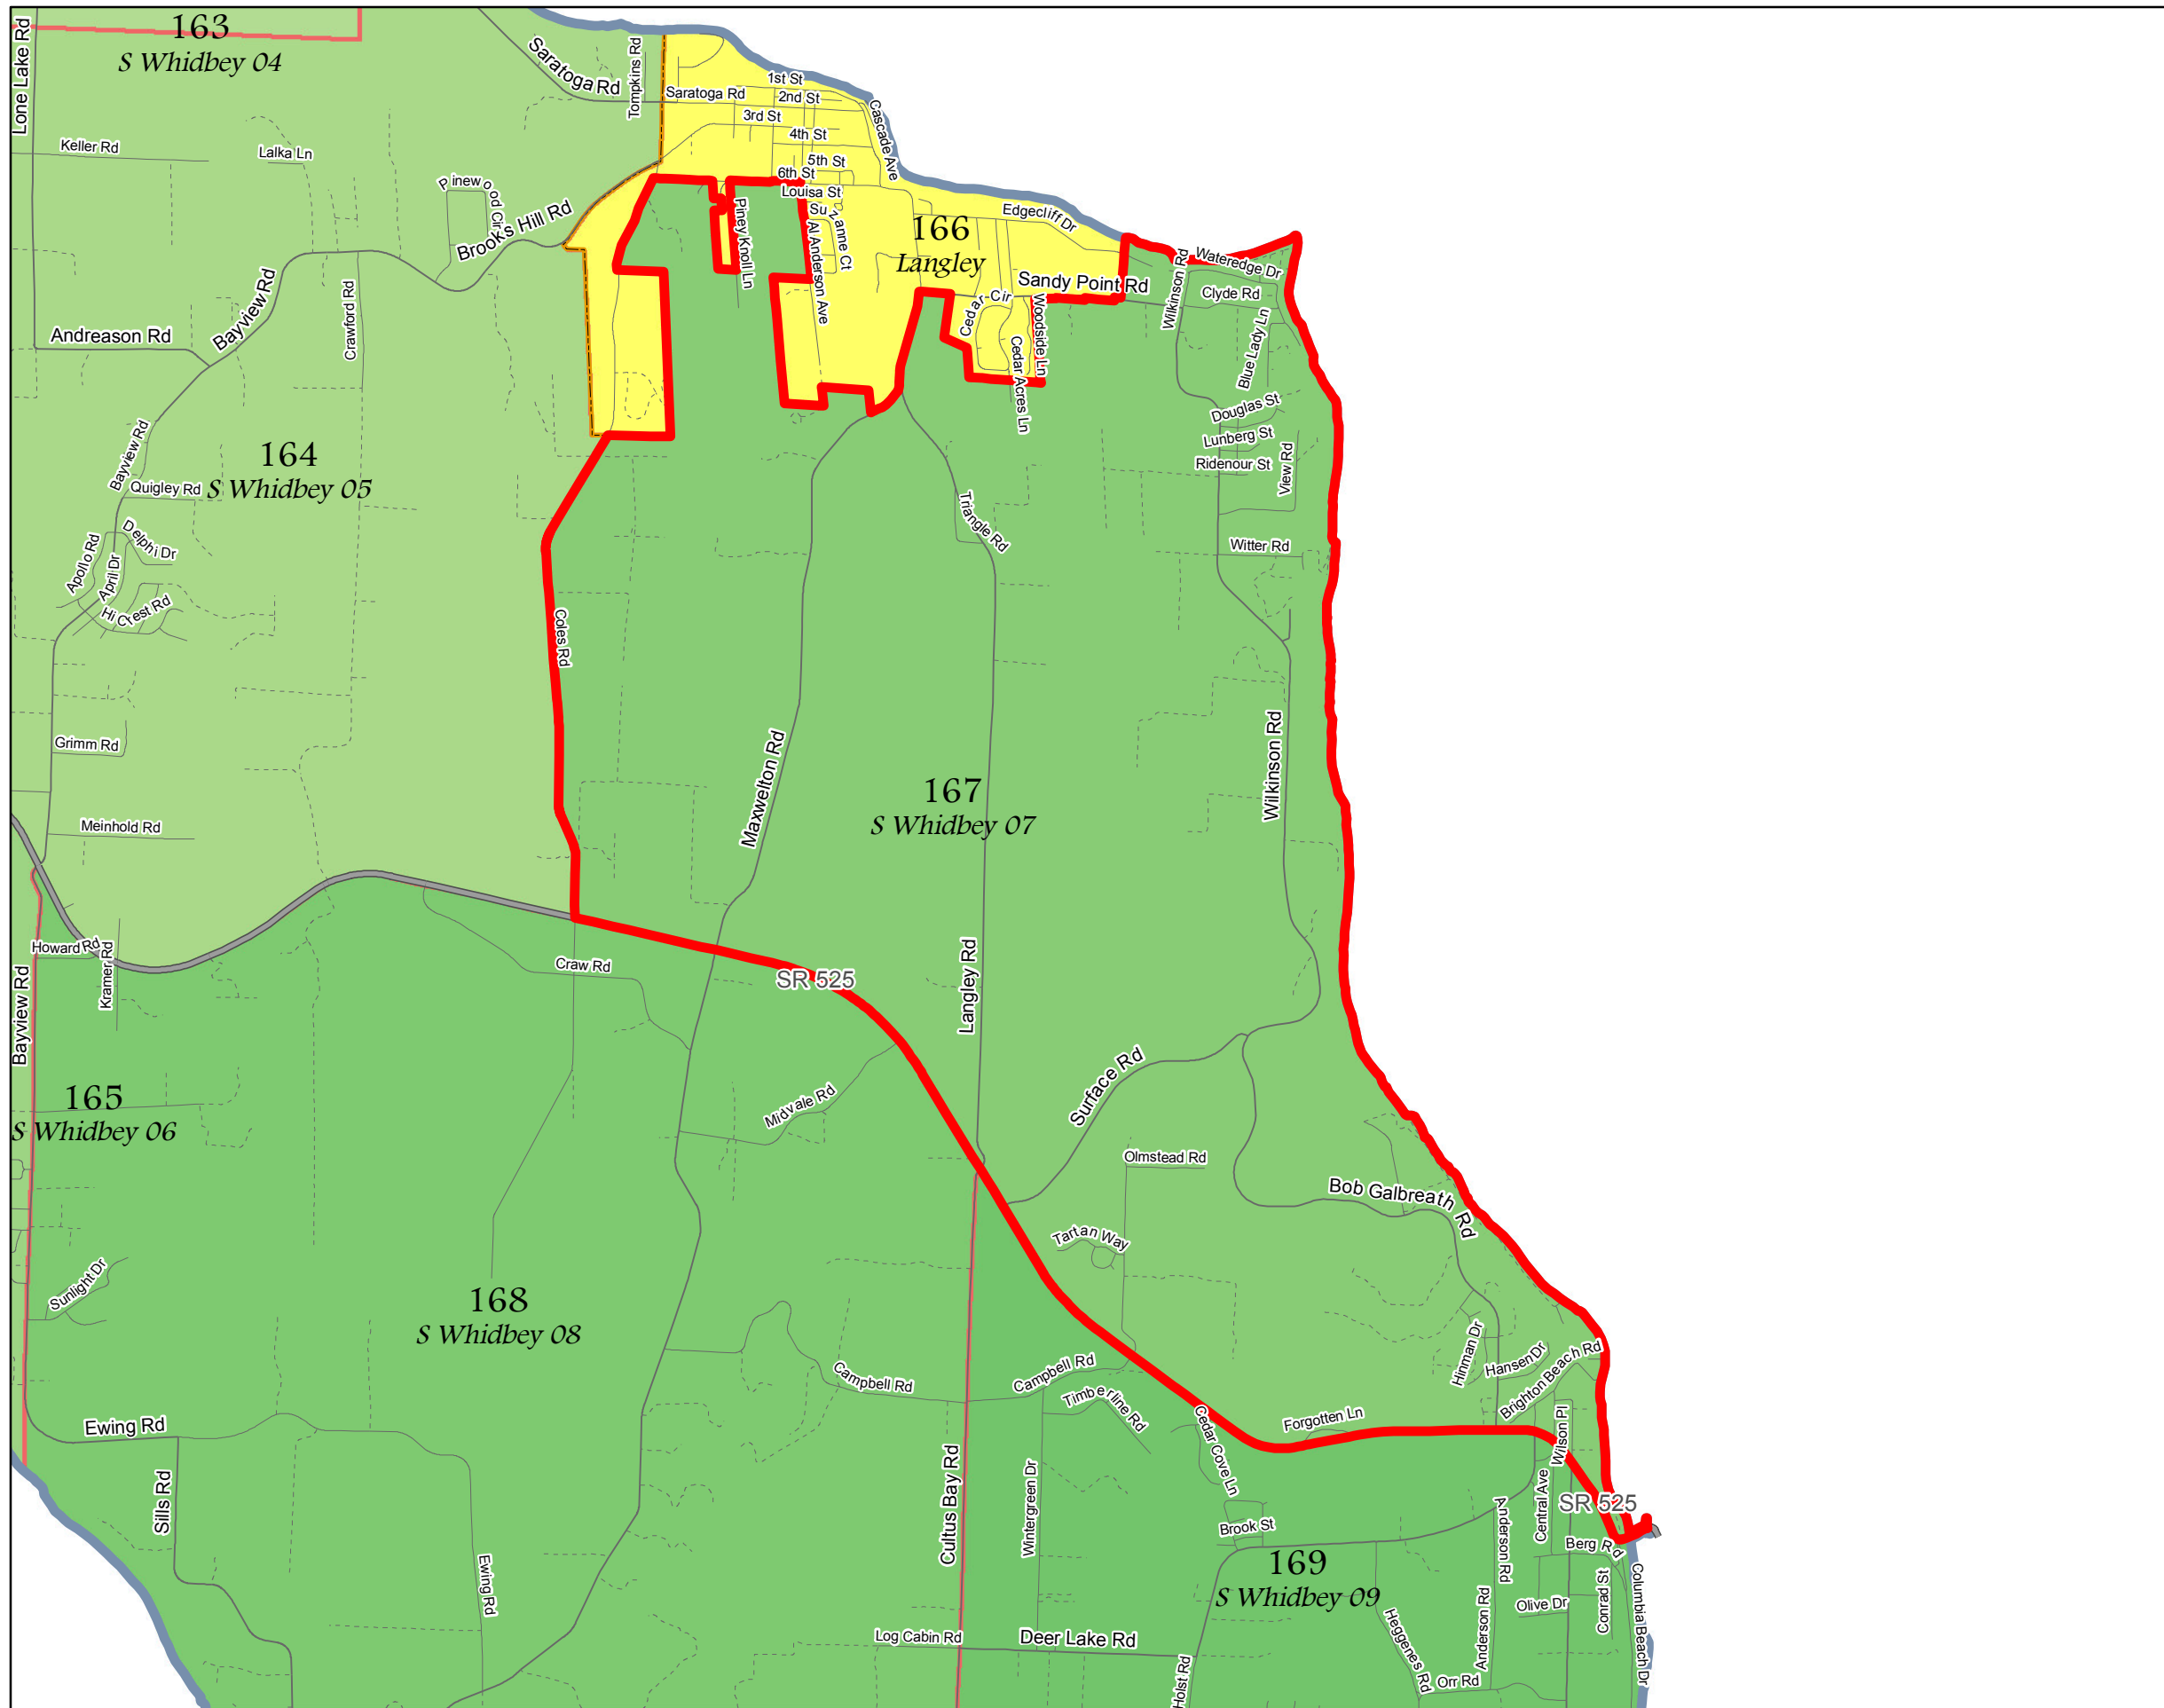 163
S Whidbey 04
Lone Lake Rd
Saratoga Rd
Tompkins Rd
Saratoga Rd
1st St
2nd St
3rd St
4th St
5th St
6th St
Louisa St
Cascade Ave
Keller Rd
Lalka Ln
Pinewood Cir
Brooks Hill Rd
Piney Knoll Ln
Suzanne Ct
Al Anderson Ave
166
Langley
Edgecliff Dr
Sandy Point Rd
Cedar Cir
Woodside Ln
Cedar Acres Ln
Wilkinson Rd
Wateredge Dr
Clyde Rd
Blue Lady Ln
Andreason Rd
Bayview Rd
Crawford Rd
Douglas St
Lunberg St
Ridenour St
View Rd
Bayview Rd
164
S Whidbey 05
Quigley Rd
Delphi Dr
Apollo Rd
April Dr
Hi Crest Rd
Triangle Rd
Witter Rd
Coles Rd
Grimm Rd
Meinhold Rd
Maxwelton Rd
167
S Whidbey 07
Wilkinson Rd
Howard Rd
Kramer Rd
Bayview Rd
Craw Rd
SR 525
Langley Rd
165
S Whidbey 06
Midvale Rd
Surface Rd
Olmstead Rd
Bob Galbreath Rd
Tartan Way
Sunlight Dr
168
S Whidbey 08
Campbell Rd
Campbell Rd
Timberline Rd
Hinman Dr
Hansen Dr
Brighton Beach Rd
Cedar Cove Ln
Forgotten Ln
Wilson Pl
Ewing Rd
Sills Rd
Cultus Bay Rd
Wintergreen Dr
Central Ave
SR 525
Anderson Rd
Brook St
Berg Rd
169
S Whidbey 09
Ewing Rd
Conrad St
Columbia Beach Dr
Olive Dr
Anderson Rd
Heggenes Rd
Log Cabin Rd
Deer Lake Rd
Holst Rd
Orr Rd